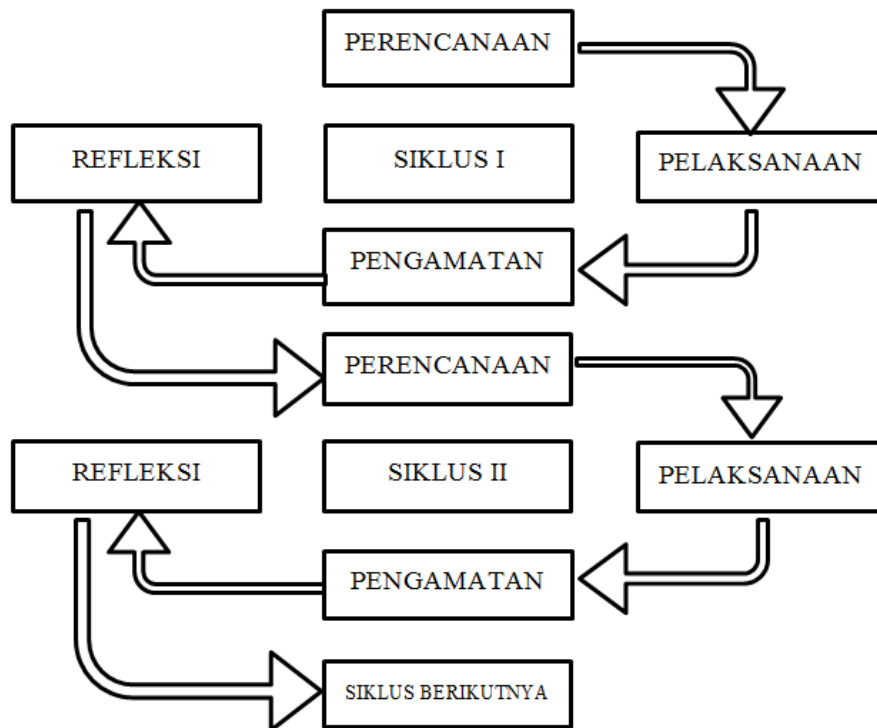 PERENCANAAN
REFLEKSI
SIKLUS I
PELAKSANAAN
PENGAMATAN
PERENCANAAN
REFLEKSI
SIKLUS II
PELAKSANAAN
PENGAMATAN
SIKLUS BERIKUTNYA